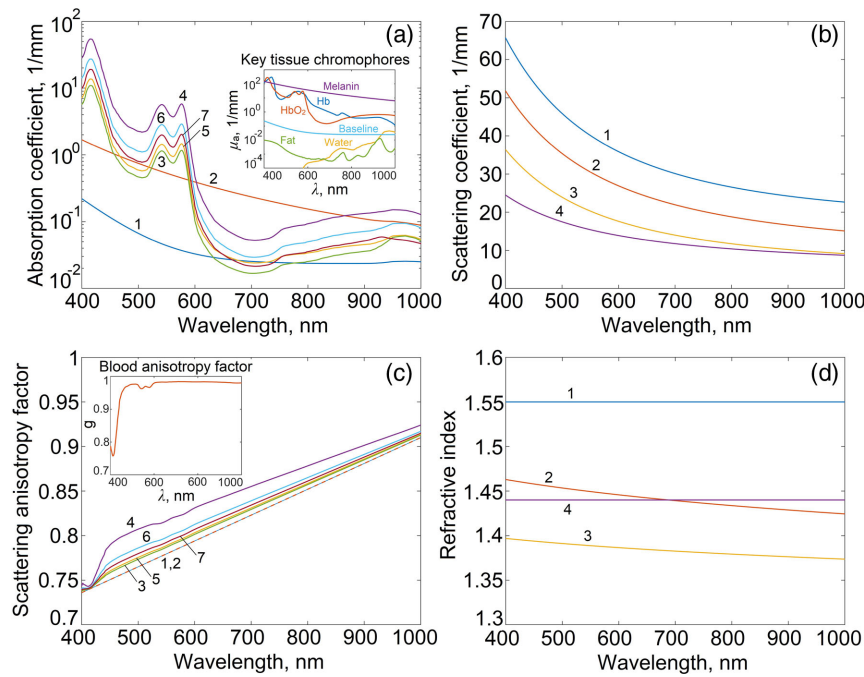 (a)
Absorption coefficient, 1/mm
10^2
10^1
10^0
10^-1
10^-2
400 500 600 700 800 900 1000
Wavelength, nm
1
2
3
4
5
6
7
Key tissue chromophores
μa, 1/mm
10^2
10^0
10^-2
10^-4
Melanin
Hb
HbO2
Baseline
Water
Fat
400 600 1000
λ, nm
(b)
Scattering coefficient, 1/mm
70
60
50
40
30
20
10
0
1
2
3
4
400 500 600 700 800 900 1000
Wavelength, nm
(c)
Scattering anisotropy factor
1
0.95
0.9
0.85
0.8
0.75
0.7
Blood anisotropy factor
g
1
0.9
0.8
0.7
400 600 1000
λ, nm
4
6
7
1,2
5
3
400 500 600 700 800 900 1000
Wavelength, nm
(d)
Refractive index
1.6
1.55
1.5
1.45
1.4
1.35
1.3
1
2
4
3
400 500 600 700 800 900 1000
Wavelength, nm